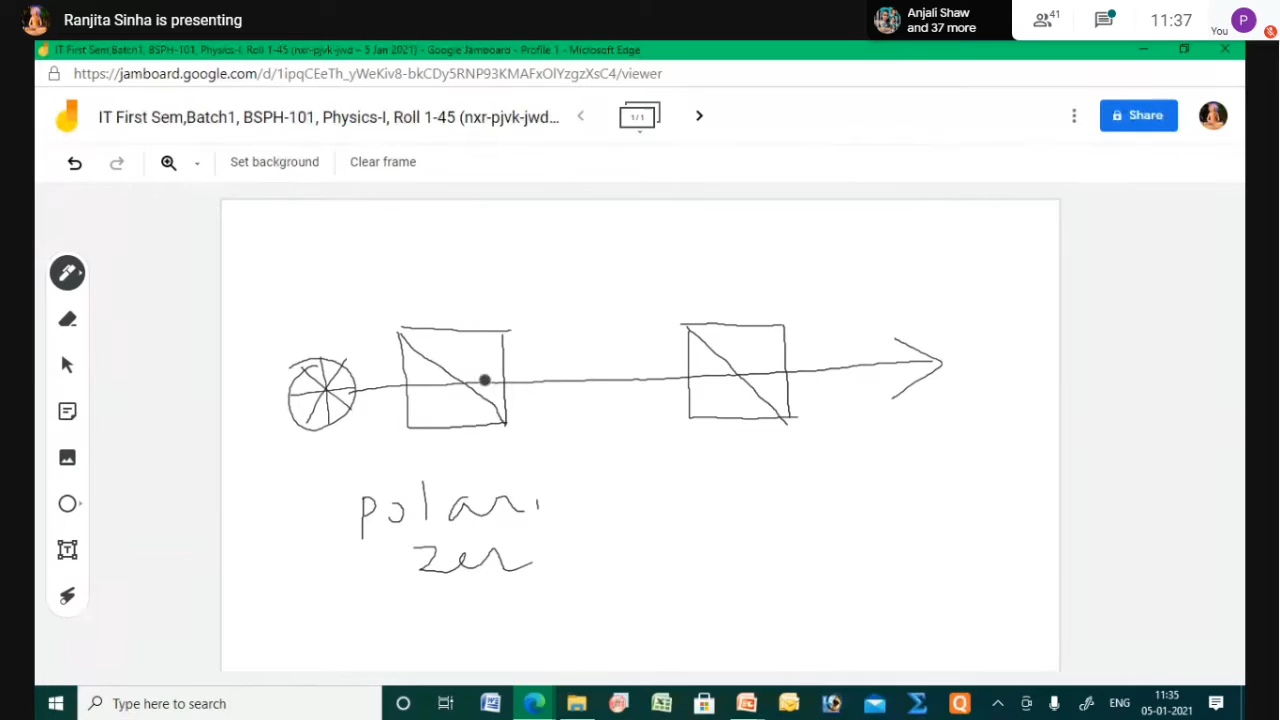 Ranjita Sinha is presenting
Anjali Shaw
and 37 more
41
11:37
P
You
IT First Sem,Batch1, BSPH-101, Physics-I, Roll 1-45 (nxr-pjvk-jwd – 5 Jan 2021) - Google Jamboard - Profile 1 - Microsoft Edge
https://jamboard.google.com/d/1ipqCEeTh_yWeKiv8-bkCDy5RNP93KMAFxOlYzgzXsC4/viewer
IT First Sem,Batch1, BSPH-101, Physics-I, Roll 1-45 (nxr-pjvk-jwd...
1/1
Share
Set background
Clear frame
polari
zer
Type here to search
ENG
11:35
05-01-2021